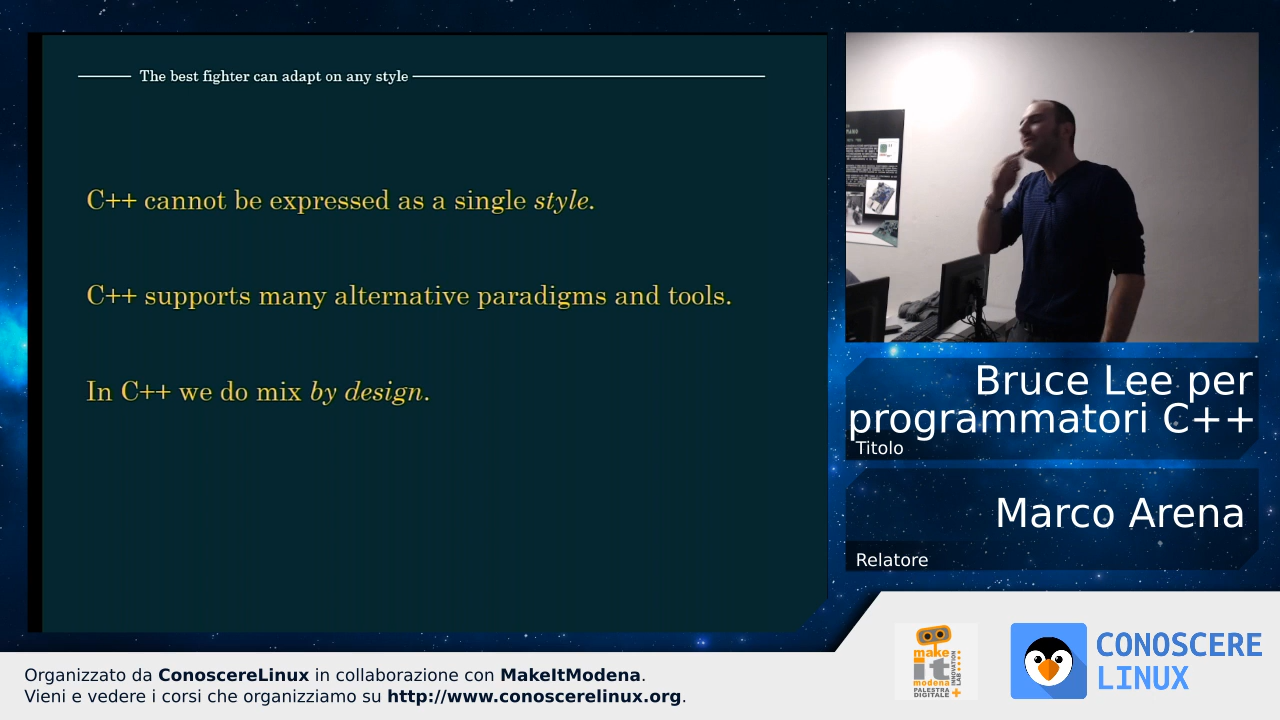 The best fighter can adapt on any style
C++ cannot be expressed as a single style.
C++ supports many alternative paradigms and tools.
In C++ we do mix by design.
Bruce Lee per
programmatori C++
Titolo
Marco Arena
Relatore
make
it
modena
PALESTRA
DIGITALE
INNOVATION
LAB
CONOSCERE
LINUX
Organizzato da ConoscereLinux in collaborazione con MakeItModena.
Vieni e vedere i corsi che organizziamo su http://www.conoscerelinux.org.